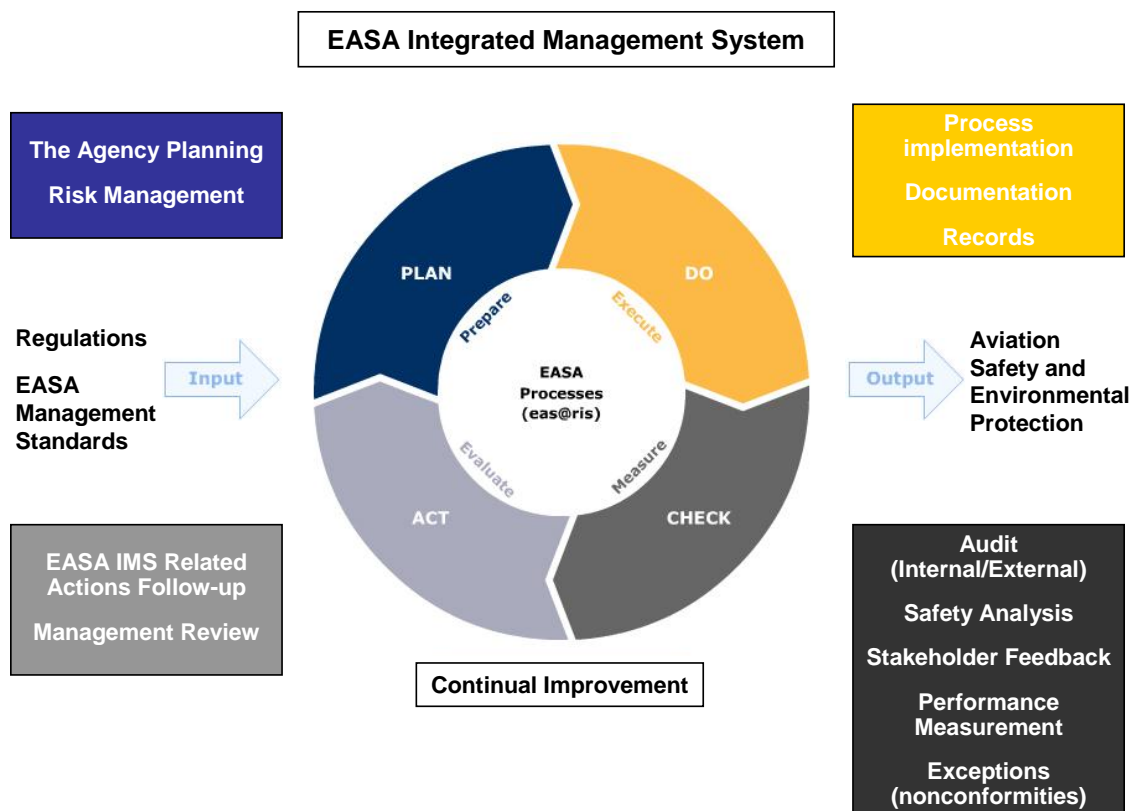 EASA Integrated Management System
The Agency Planning
Risk Management
Process
implementation
Documentation
Records
PLAN
DO
Prepare
Execute
Regulations
EASA
Management
Standards
Input
EASA
Processes
(eas@ris)
Output
Aviation
Safety and
Environmental
Protection
Evaluate
Measure
ACT
CHECK
EASA IMS Related
Actions Follow-up
Management Review
Audit
(Internal/External)
Safety Analysis
Stakeholder Feedback
Performance
Measurement
Exceptions
(nonconformities)
Continual Improvement